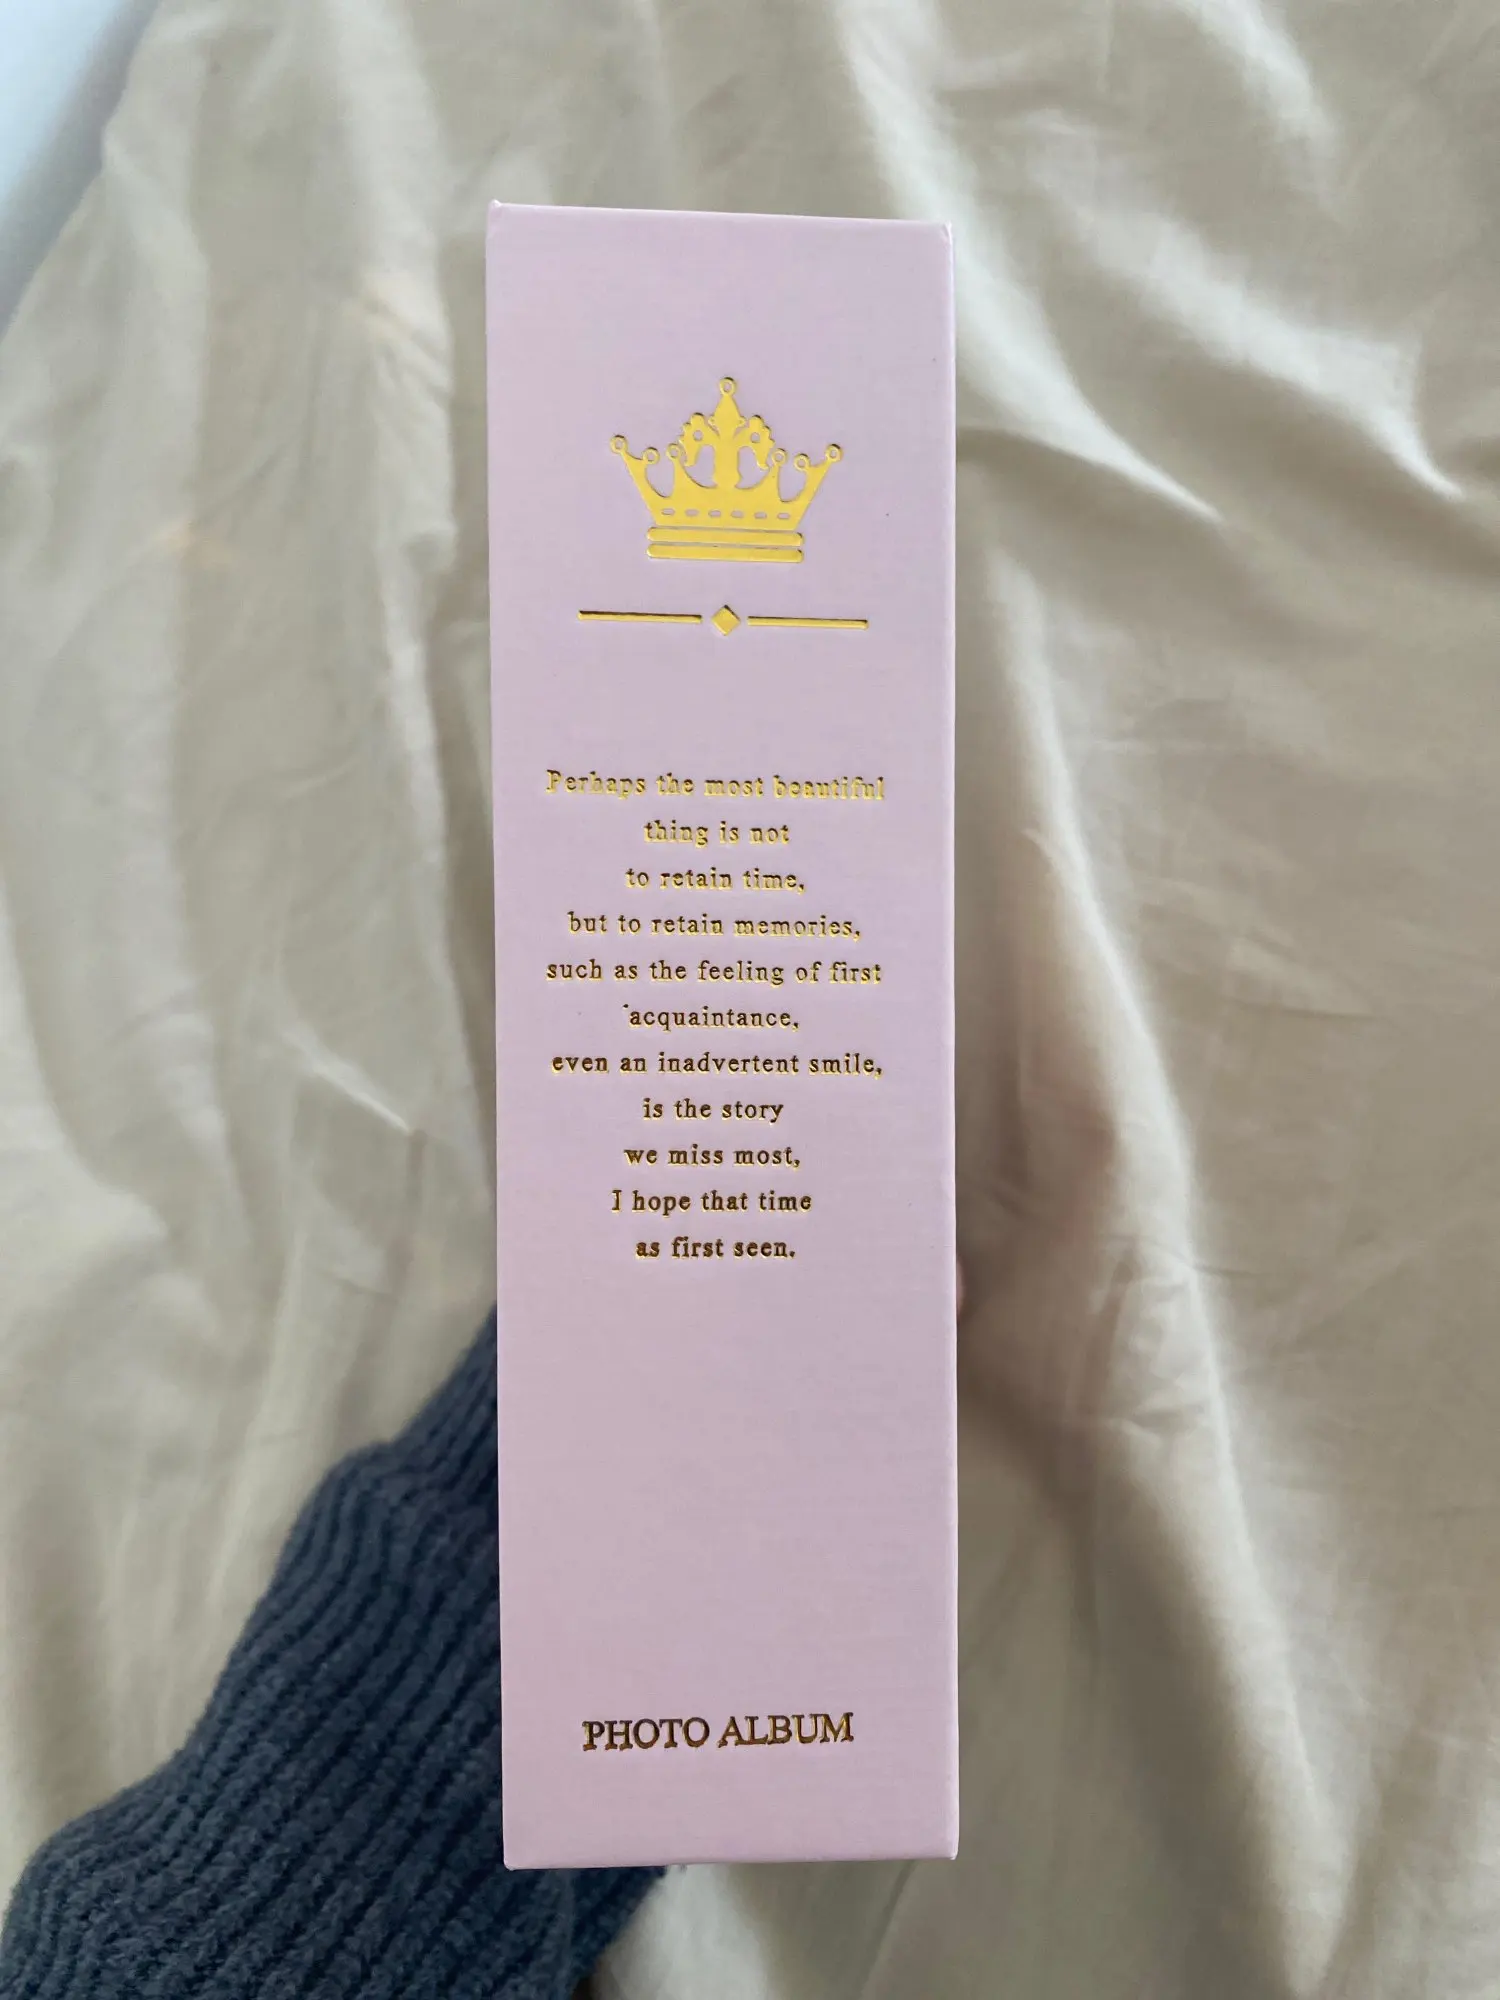 Perhaps the most beautiful
thing is not
to retain time,
but to retain memories,
such as the feeling of first
acquaintance,
even an inadvertent smile,
is the story
we miss most,
I hope that time
as first seen.
PHOTO ALBUM